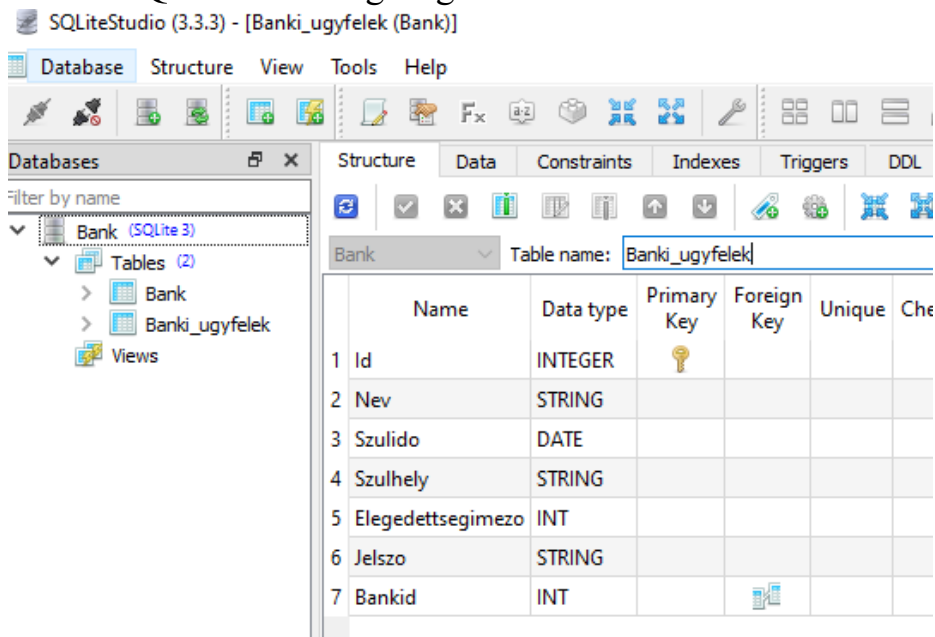 SQLiteStudio (3.3.3) - [Banki_ugyfelek (Bank)]
Database Structure View Tools Help
Databases
Filter by name
Bank (SQLite 3)
Tables (2)
Bank
Banki_ugyfelek
Views
Structure Data Constraints Indexes Triggers DDL
Bank Table name: Banki_ugyfelek
Name Data type Primary Key Foreign Key Unique
1 Id INTEGER
2 Nev STRING
3 Szulido DATE
4 Szulhely STRING
5 Elegedettsegimezo INT
6 Jelszo STRING
7 Bankid INT